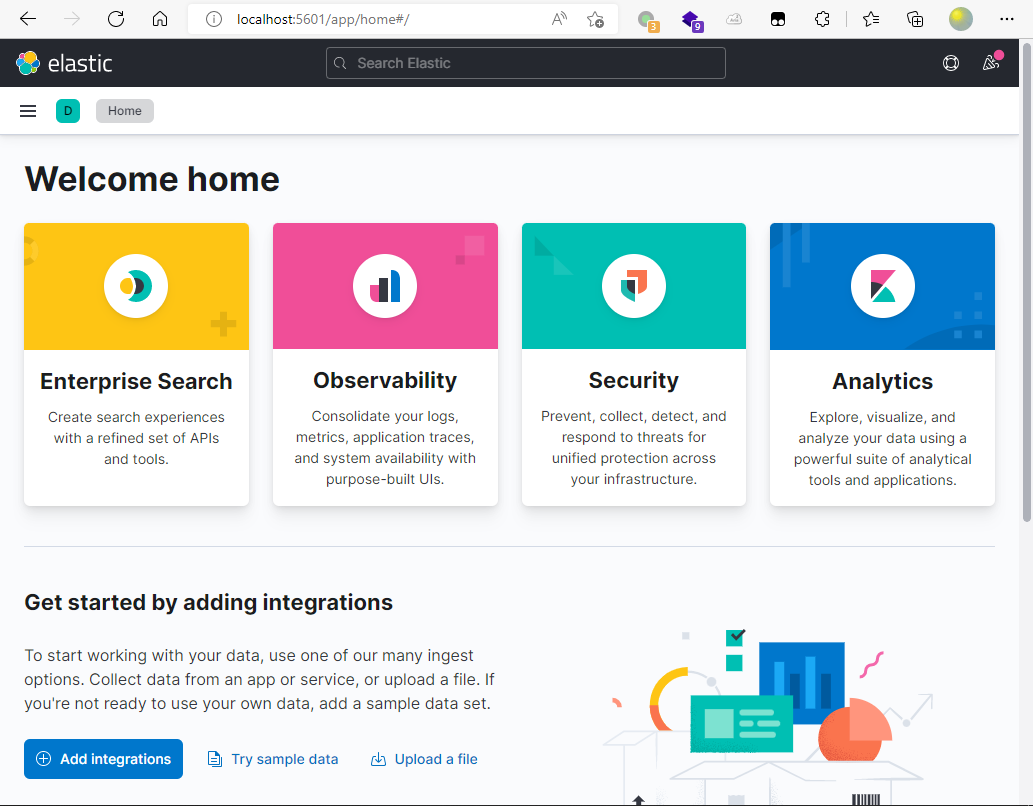 localhost:5601/app/home#/
3
9
elastic
Search Elastic
D
Home
Welcome home
Enterprise Search
Create search experiences
with a refined set of APIs
and tools.
Observability
Consolidate your logs,
metrics, application traces,
and system availability with
purpose-built UIs.
Security
Prevent, collect, detect, and
respond to threats for
unified protection across
your infrastructure.
Analytics
Explore, visualize, and
analyze your data using a
powerful suite of analytical
tools and applications.
Get started by adding integrations
To start working with your data, use one of our many ingest
options. Collect data from an app or service, or upload a file. If
you're not ready to use your own data, add a sample data set.
Add integrations
Try sample data
Upload a file